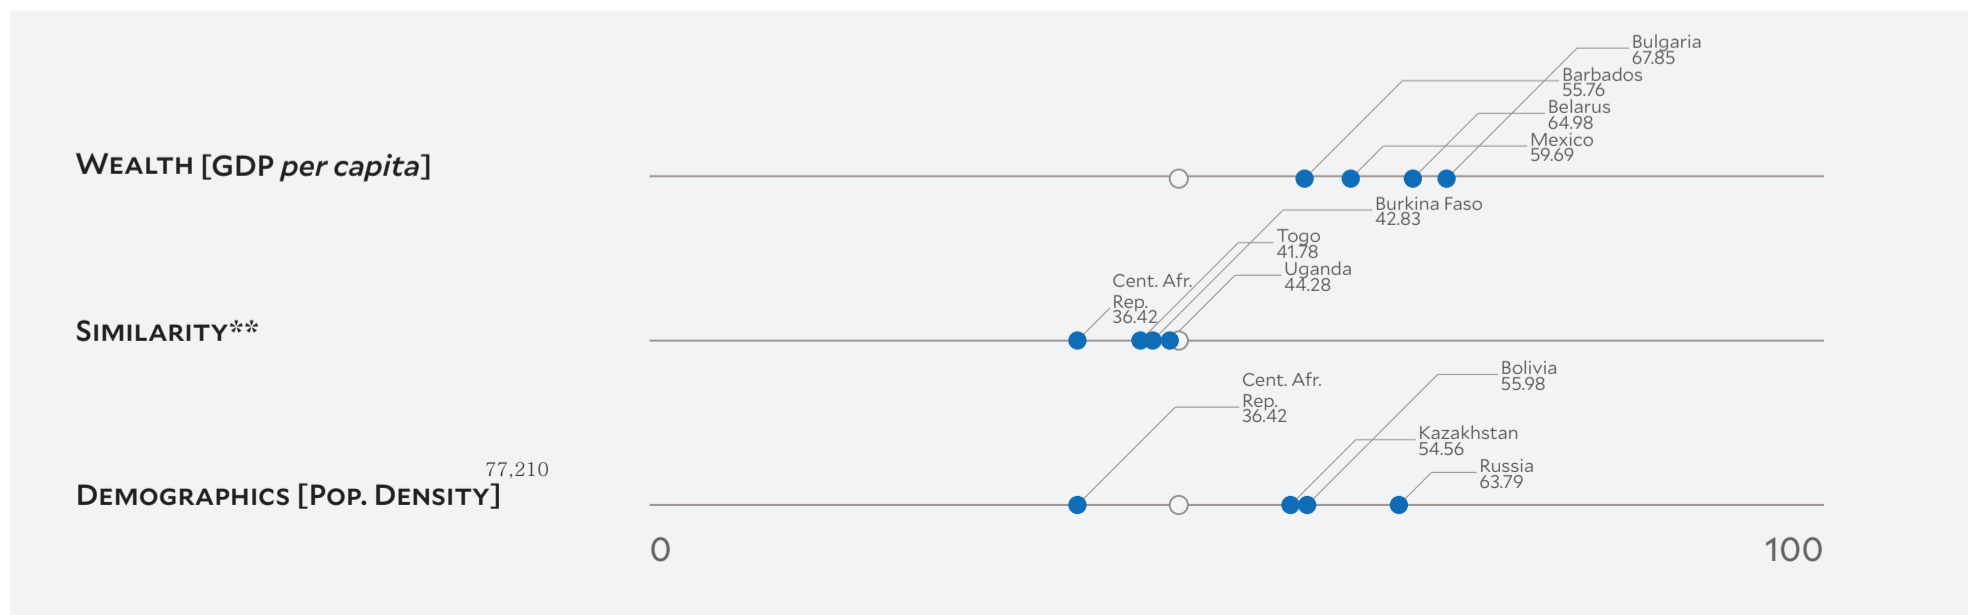 Bulgaria
67.85
Barbados
55.76
Belarus
64.98
Mexico
59.69
WEALTH [GDP per capita]
Burkina Faso
42.83
Togo
41.78
Uganda
44.28
Cent. Afr.
Rep.
36.42
SIMILARITY**
Bolivia
55.98
Cent. Afr.
Rep.
36.42
Kazakhstan
54.56
Russia
63.79
77,210
DEMOGRAPHICS [POP. DENSITY]
0
100